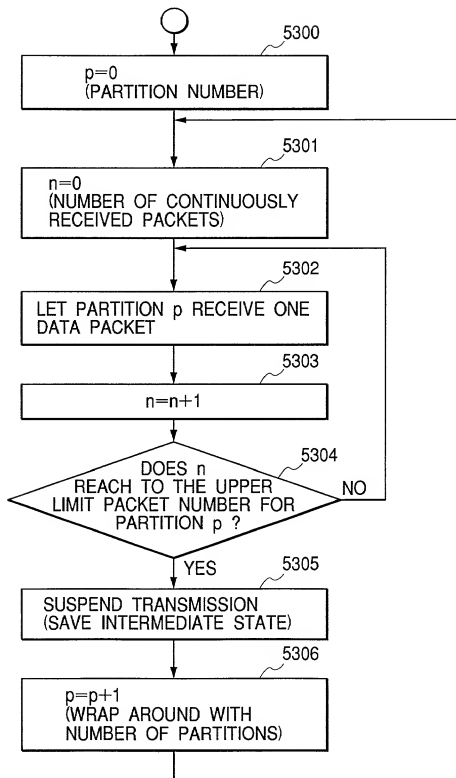 5300
p=0
(PARTITION NUMBER)
5301
n=0
(NUMBER OF CONTINUOUSLY
RECEIVED PACKETS)
5302
LET PARTITION p RECEIVE ONE
DATA PACKET
5303
n=n+1
5304
DOES n
REACH TO THE UPPER
LIMIT PACKET NUMBER FOR
PARTITION p ?
NO
YES
5305
SUSPEND TRANSMISSION
(SAVE INTERMEDIATE STATE)
5306
p=p+1
(WRAP AROUND WITH
NUMBER OF PARTITIONS)